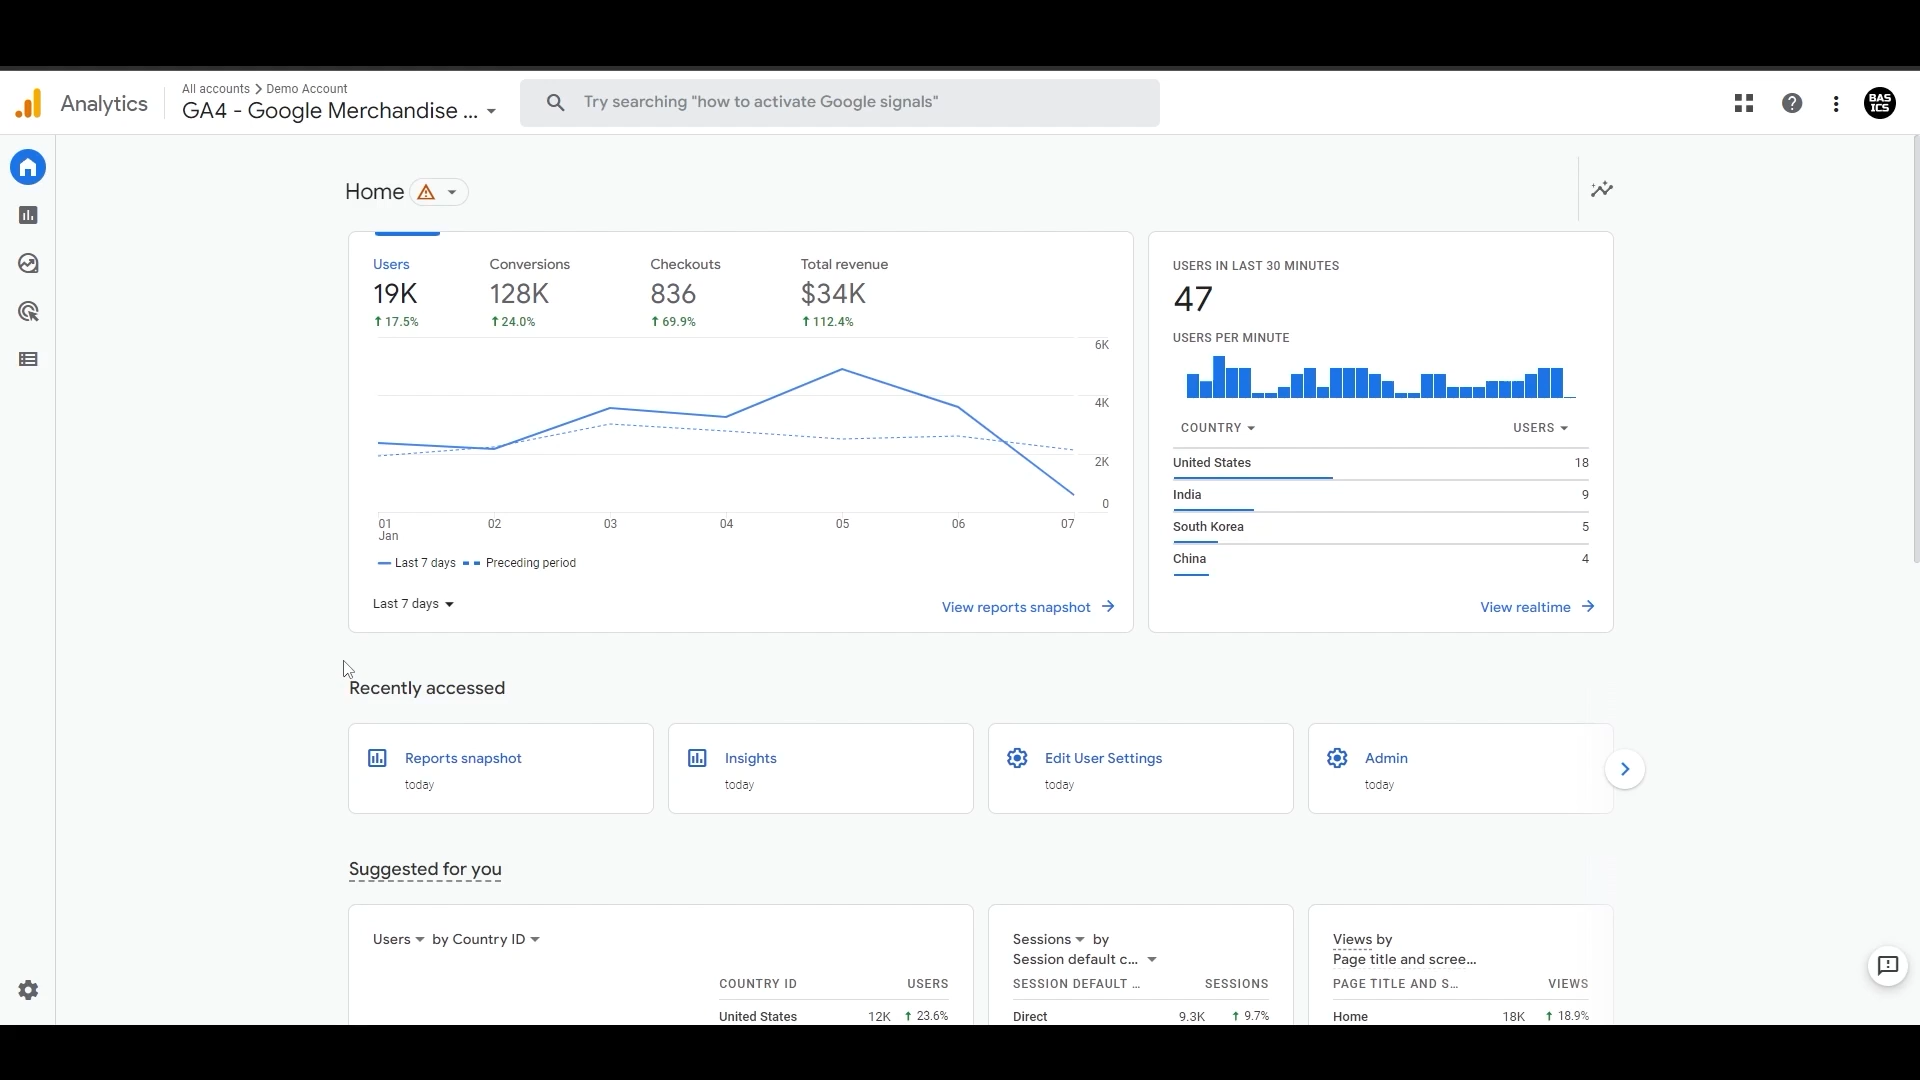 Analytics
All accounts > Demo Account
GA4 - Google Merchandise ...
Try searching "how to activate Google signals"
BAS
ICS
Home
Users
Conversions
Checkouts
Total revenue
19K
128K
836
$34K
↑ 17.5%
↑ 24.0%
↑ 69.9%
↑ 112.4%
6K
4K
2K
0
01
Jan
02
03
04
05
06
07
Last 7 days
Preceding period
Last 7 days
View reports snapshot
USERS IN LAST 30 MINUTES
47
USERS PER MINUTE
COUNTRY USERS
United States 18
India 9
South Korea 5
China 4
View realtime
Recently accessed
Reports snapshot
today
Insights
today
Edit User Settings
today
Admin
today
Suggested for you
Users by Country ID
COUNTRY ID USERS
United States 12K ↑ 23.6%
Sessions by
Session default c...
SESSION DEFAULT ... SESSIONS
Direct 9.3K ↑ 9.7%
Views by
Page title and scree...
PAGE TITLE AND S... VIEWS
Home 18K ↑ 18.9%